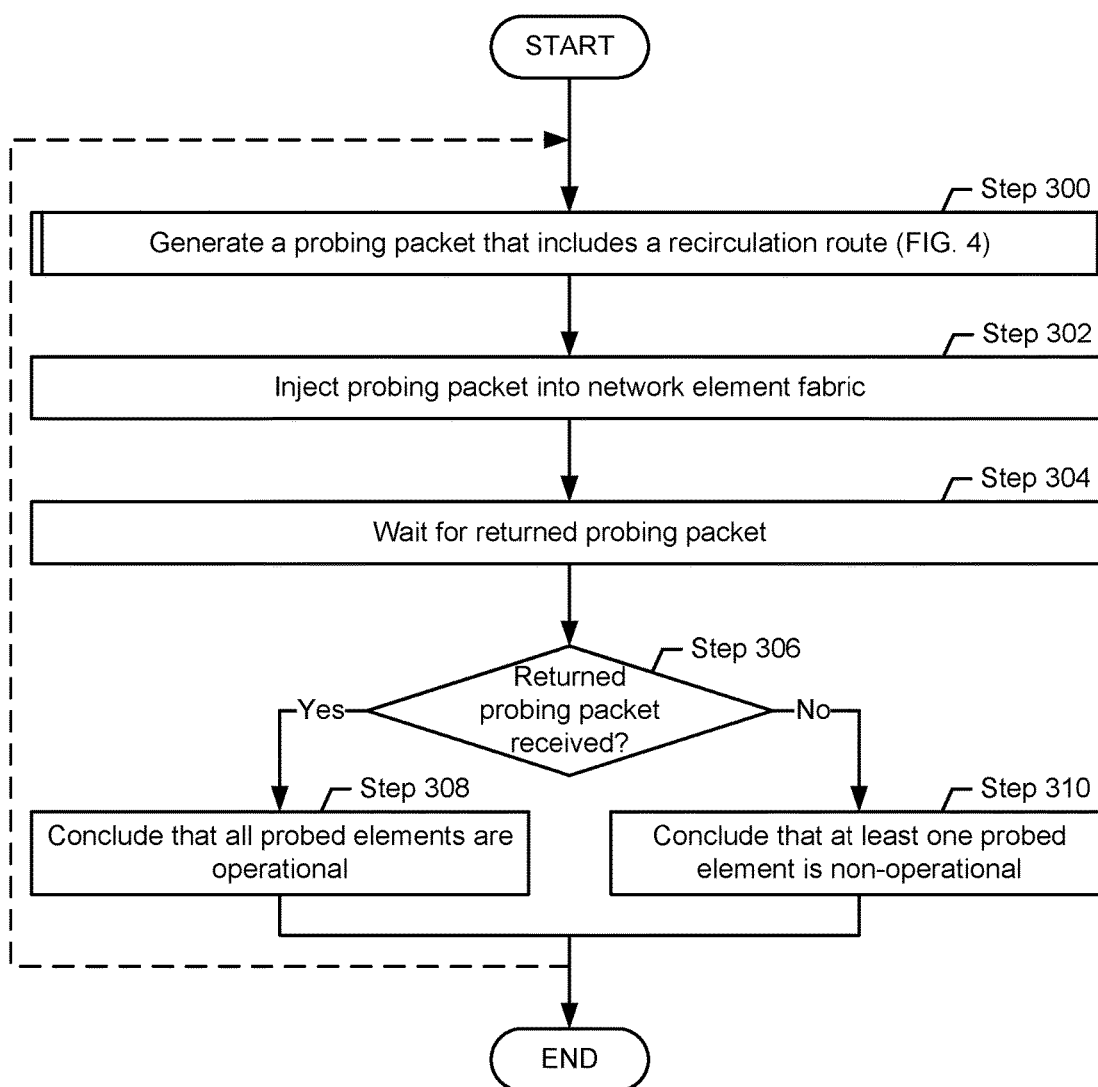 START
Step 300
Generate a probing packet that includes a recirculation route (FIG. 4)
Step 302
Inject probing packet into network element fabric
Step 304
Wait for returned probing packet
Step 306
Returned
probing packet
received?
Yes
No
Step 308
Conclude that all probed elements are
operational
Step 310
Conclude that at least one probed
element is non-operational
END